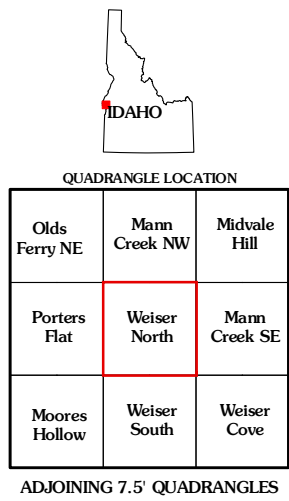 IDAHO
QUADRANGLE LOCATION
Olds
Ferry NE
Mann
Creek NW
Midvale
Hill
Porters
Flat
Weiser
North
Mann
Creek SE
Moores
Hollow
Weiser
South
Weiser
Cove
ADJOINING 7.5' QUADRANGLES